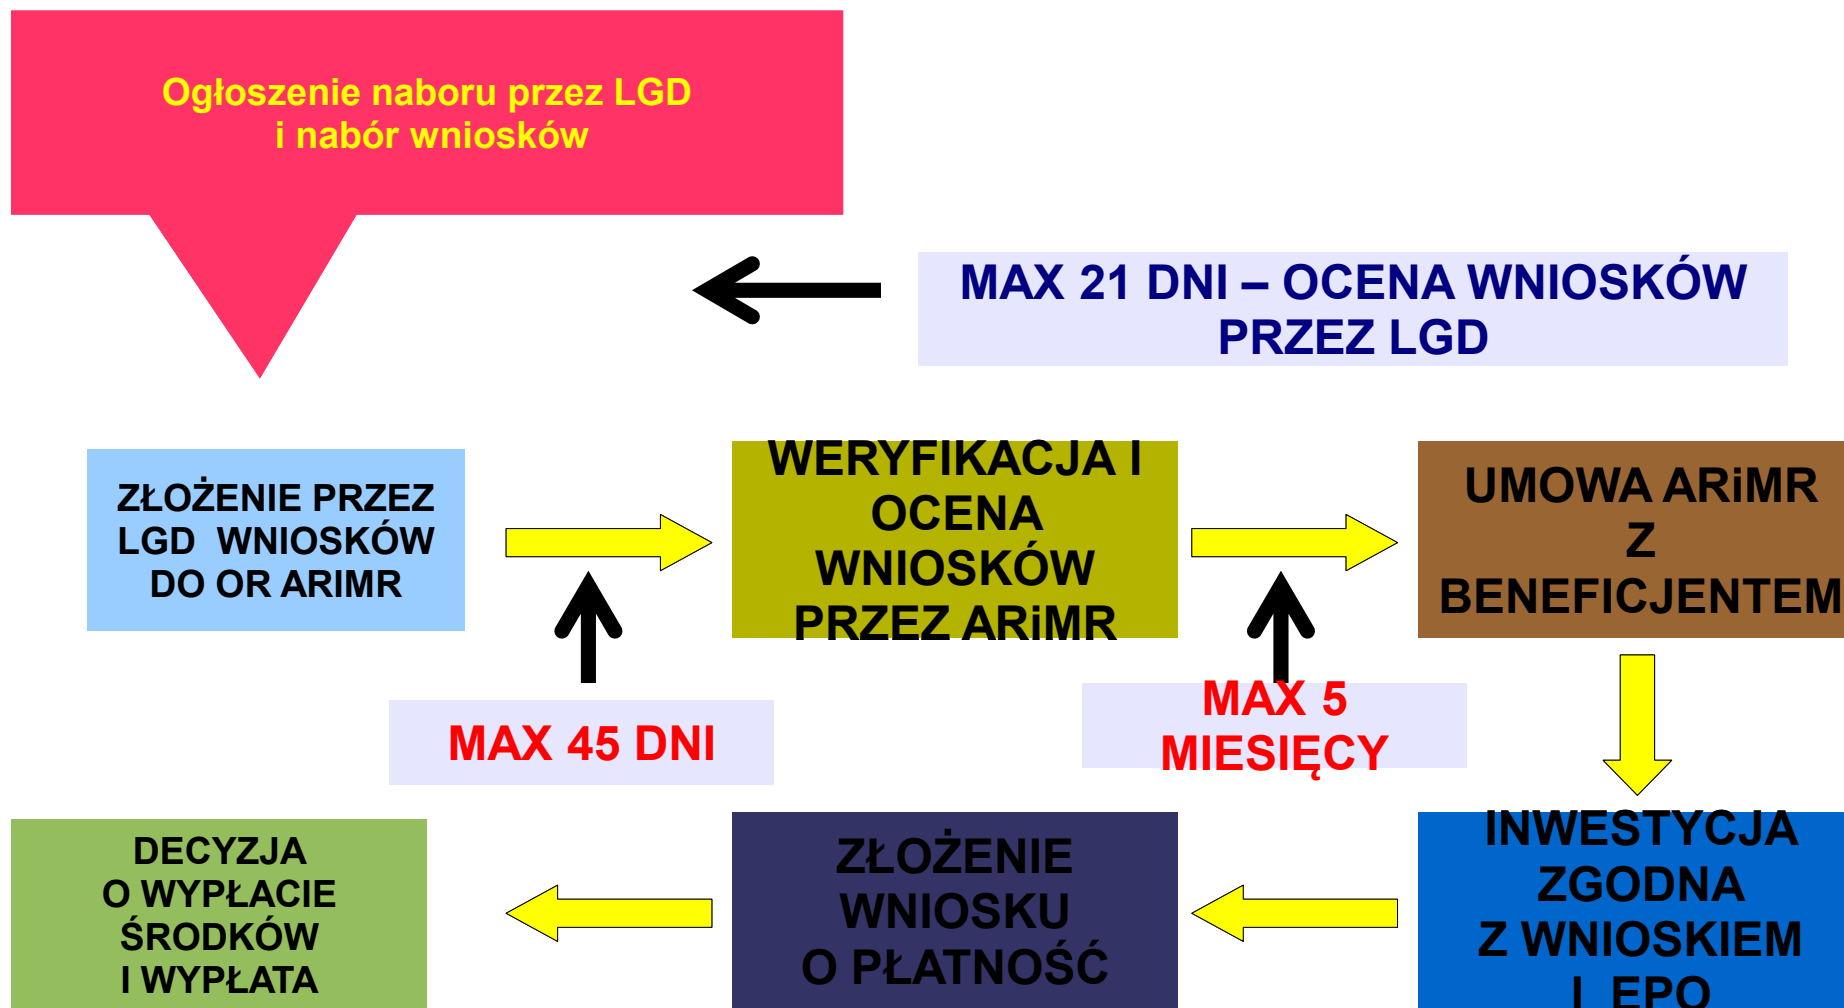 Ogłoszenie naboru przez LGD
i nabór wniosków
MAX 21 DNI – OCENA WNIOSKÓW
PRZEZ LGD
ZŁOŻENIE PRZEZ
LGD WNIOSKÓW
DO OR ARIMR
WERYFIKACJA I
OCENA
WNIOSKÓW
PRZEZ ARiMR
UMOWA ARiMR
Z
BENEFICJENTEM
MAX 45 DNI
MAX 5
MIESIĘCY
DECYZJA
O WYPŁACIE
ŚRODKÓW
I WYPŁATA
ZŁOŻENIE
WNIOSKU
O PŁATNOŚĆ
INWESTYCJA
ZGODNA
Z WNIOSKIEM
I EPO